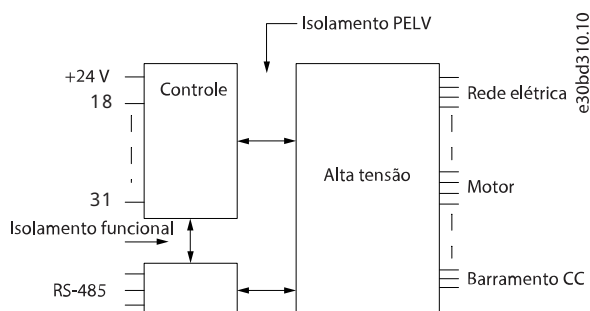 Isolamento PELV
+24 V
Controle
18
31
Alta tensão
Rede elétrica
Motor
Isolamento funcional
RS-485
Barramento CC
e30bd310.10